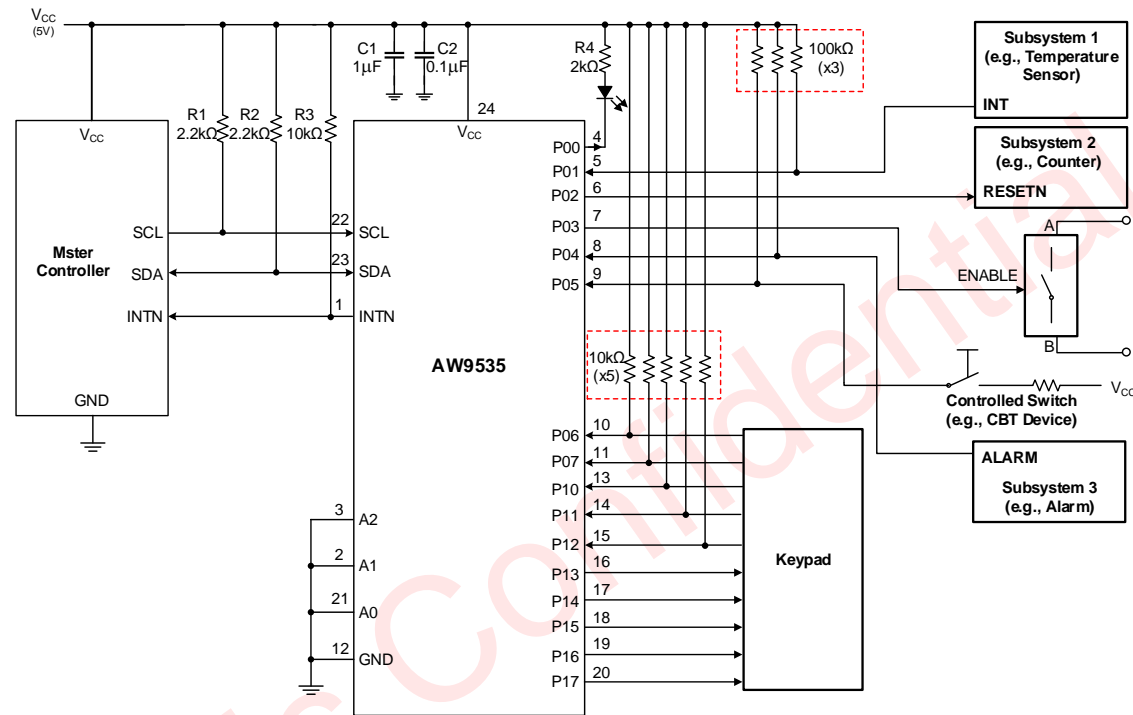 VCC
(5V)
C1
1μF
C2
0.1μF
R4
2kΩ
100kΩ
(x3)
Subsystem 1
(e.g., Temperature
Sensor)
INT
Subsystem 2
(e.g., Counter)
RESETN
R1
2.2kΩ
R2
2.2kΩ
R3
10kΩ
24
VCC
VCC
Mster
Controller
SCL
SDA
INTN
GND
22
SCL
23
SDA
1
INTN
AW9535
3
A2
2
A1
21
A0
12
GND
4
P00
5
P01
6
P02
7
P03
8
P04
9
P05
10kΩ
(x5)
10
P06
11
P07
13
P10
14
P11
15
P12
16
P13
17
P14
18
P15
19
P16
20
P17
Keypad
A
ENABLE
B
VCC
Controlled Switch
(e.g., CBT Device)
ALARM
Subsystem 3
(e.g., Alarm)
Confidential